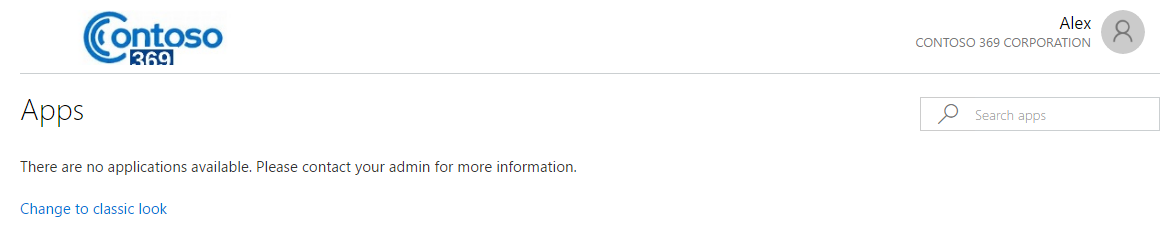 Contoso
369
Alex
CONTOSO 369 CORPORATION
Apps
Search apps
There are no applications available. Please contact your admin for more information.
Change to classic look